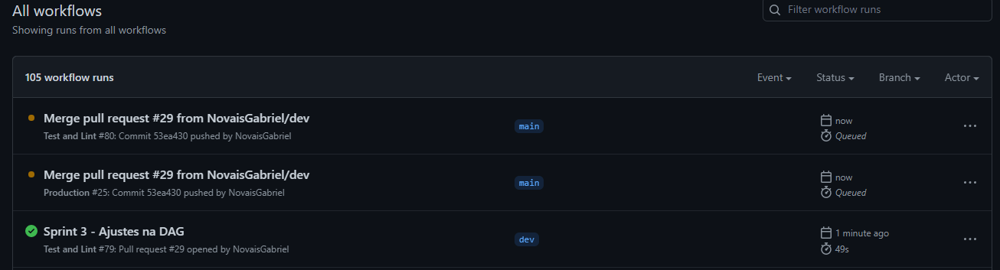 All workflows
Filter workflow runs
Showing runs from all workflows
105 workflow runs
Event
Status
Branch
Actor
Merge pull request #29 from NovaisGabriel/dev
Test and Lint #80: Commit 53ea430 pushed by NovaisGabriel
main
now
Queued
Merge pull request #29 from NovaisGabriel/dev
Production #25: Commit 53ea430 pushed by NovaisGabriel
main
now
Queued
Sprint 3 - Ajustes na DAG
Test and Lint #79: Pull request #29 opened by NovaisGabriel
dev
1 minute ago
49s